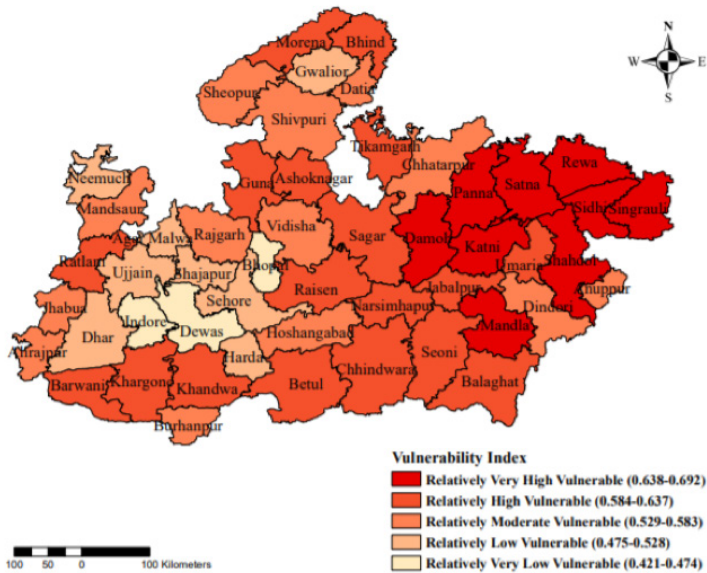 N
Morena
Bhind
Gwalior
W
E
Sheopur
Datia
S
Shivpuri
Tikamgarh
Chhatarpur
Rewa
Neemuch
Guna
Ashoknagar
Panna
Satna
Mandsaur
Sidhi
Singrauli
Agar
Malwa
Rajgarh
Vidisha
Sagar
Damoh
Katni
Ratlam
Umaria
Shahdol
Ujjain
Shajapur
Bhopal
Raisen
Jhabua
Sehore
Narsimhapur
Jabalpur
Anuppur
Dindori
Indore
Dewas
Hoshangabad
Mandla
Dhar
Alirajpur
Harda
Chhindwara
Seoni
Barwani
Khargone
Khandwa
Betul
Balaghat
Burhanpur
Vulnerability Index
Relatively Very High Vulnerable (0.638-0.692)
Relatively High Vulnerable (0.584-0.637)
Relatively Moderate Vulnerable (0.529-0.583)
Relatively Low Vulnerable (0.475-0.528)
Relatively Very Low Vulnerable (0.421-0.474)
100 50 0 100 Kilometers